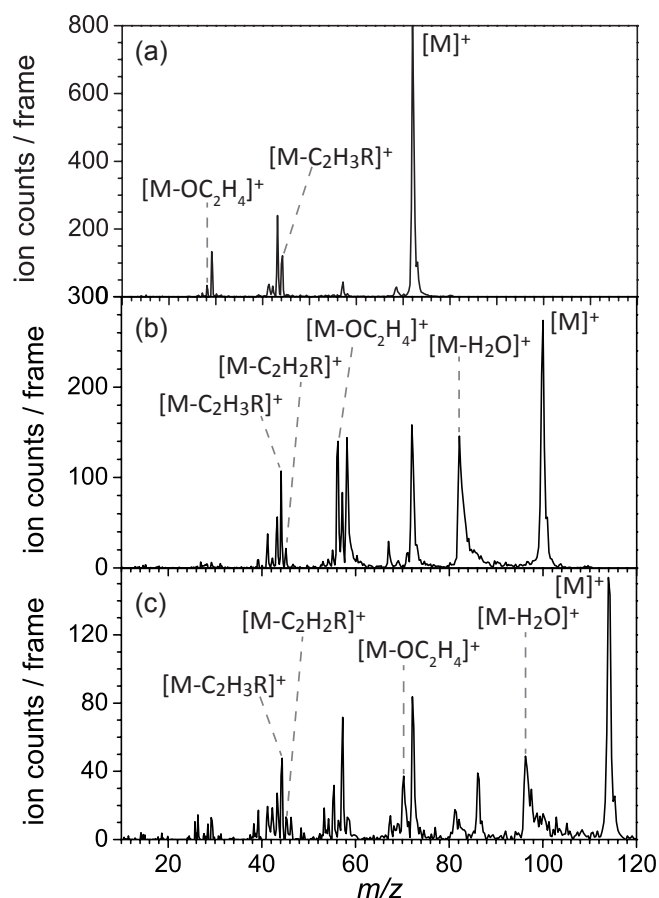 800
(a)
[M]⁺
600
[M-C₂H₃R]⁺
400
[M-OC₂H₄]⁺
200
ion counts / frame
300
(b)
[M-OC₂H₄]⁺
[M]⁺
[M-H₂O]⁺
[M-C₂H₂R]⁺
200
[M-C₂H₃R]⁺
100
0
ion counts / frame
(c)
[M]⁺
[M-C₂H₂R]⁺
[M-H₂O]⁺
120
[M-OC₂H₄]⁺
[M-C₂H₃R]⁺
80
40
0
ion counts / frame
20 40 60 80 100 120
m/z